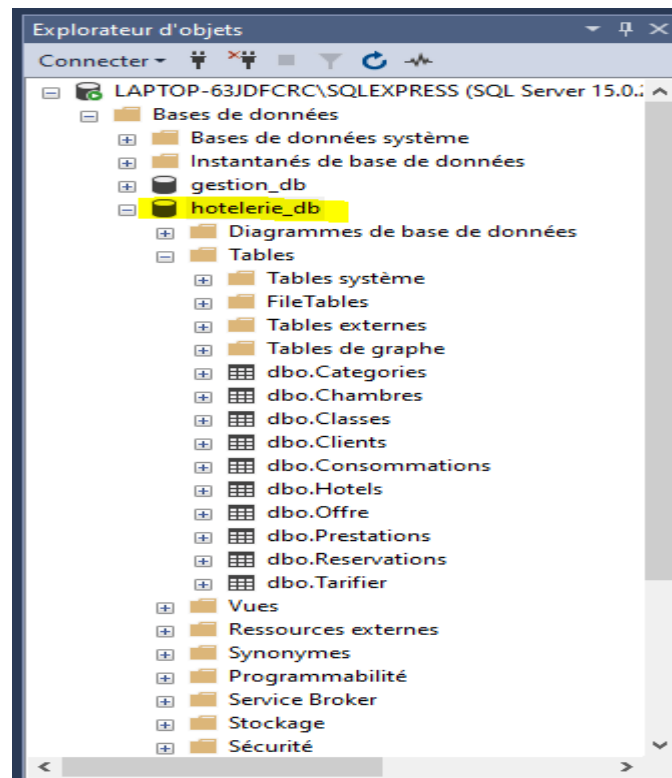 Explorateur d'objets
Connecter
LAPTOP-63JDFCRC\SQLEXPRESS (SQL Server 15.0.
Bases de données
Bases de données système
Instantanés de base de données
gestion_db
hotelerie_db
Diagrammes de base de données
Tables
Tables système
FileTables
Tables externes
Tables de graphe
dbo.Categories
dbo.Chambres
dbo.Classes
dbo.Clients
dbo.Consommations
dbo.Hotels
dbo.Offre
dbo.Prestations
dbo.Reservations
dbo.Tarifier
Vues
Ressources externes
Synonymes
Programmabilité
Service Broker
Stockage
Sécurité